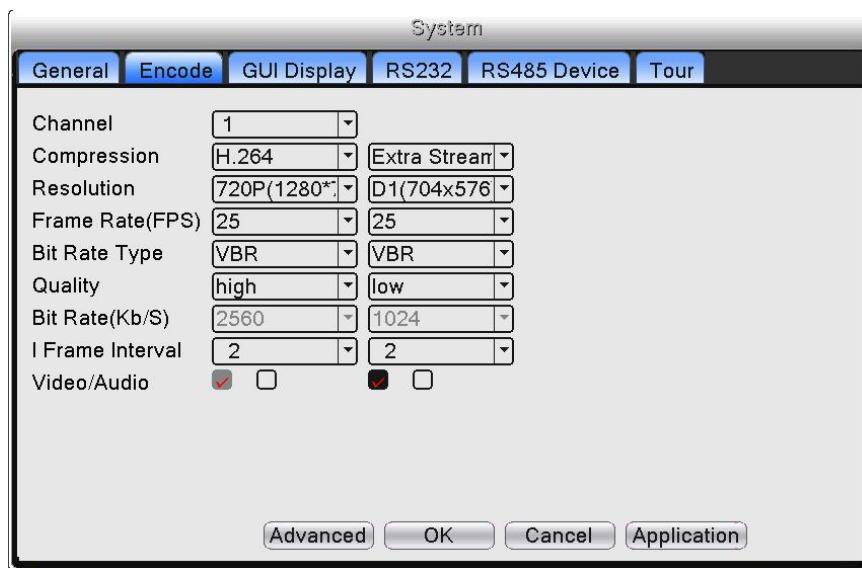 System
General Encode GUI Display RS232 RS485 Device Tour
Channel 1
Compression H.264 Extra Stream
Resolution 720P(1280* D1(704x576
Frame Rate(FPS) 25 25
Bit Rate Type VBR VBR
Quality high low
Bit Rate(Kb/S) 2560 1024
I Frame Interval 2 2
Video/Audio
Advanced OK Cancel Application